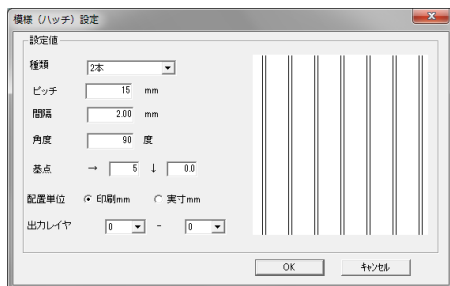 模様（ハッチ）設定
設定値
種類 2本
ピッチ 15 mm
間隔 2.00 mm
角度 90 度
基点 → 5 ↓ 0.0
配置単位 印刷mm 実寸mm
出力レイヤ 0 - 0
OK キャンセル